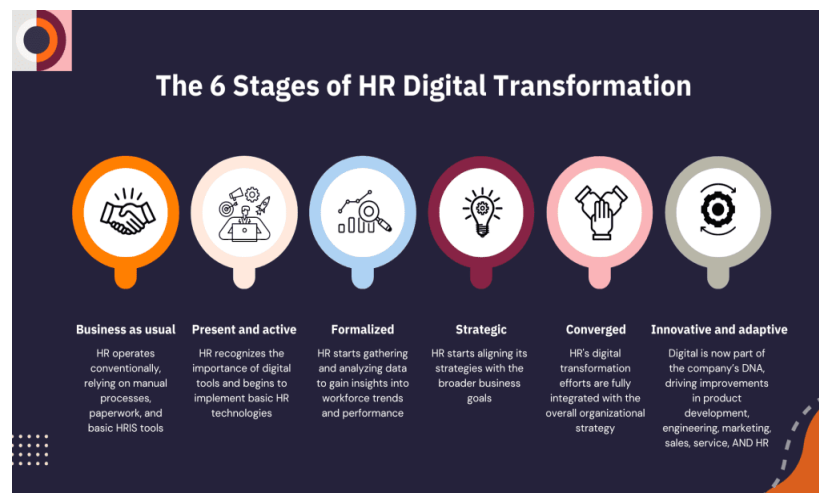 The 6 Stages of HR Digital Transformation
Business as usual
HR operates
conventionally,
relying on manual
processes,
paperwork, and
basic HRIS tools
Present and active
HR recognizes the
importance of digital
tools and begins to
implement basic HR
technologies
Formalized
HR starts gathering
and analyzing data
to gain insights into
workforce trends
and performance
Strategic
HR starts aligning its
strategies with the
broader business
goals
Converged
HR's digital
transformation
efforts are fully
integrated with the
overall organizational
strategy
Innovative and adaptive
Digital is now part of
the company's DNA,
driving improvements
in product
development,
engineering, marketing,
sales, service, AND HR